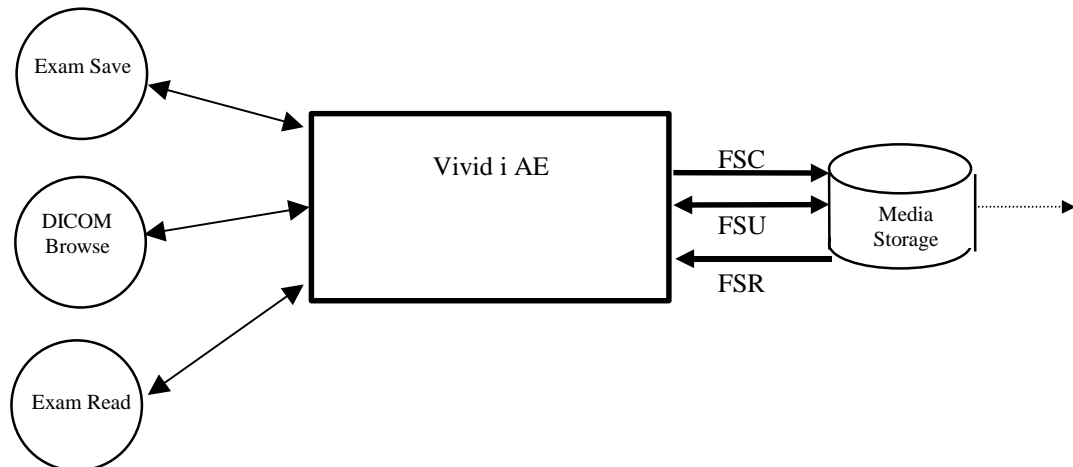 Exam Save
DICOM
Browse
Exam Read
Vivid i AE
FSC
FSU
FSR
Media
Storage